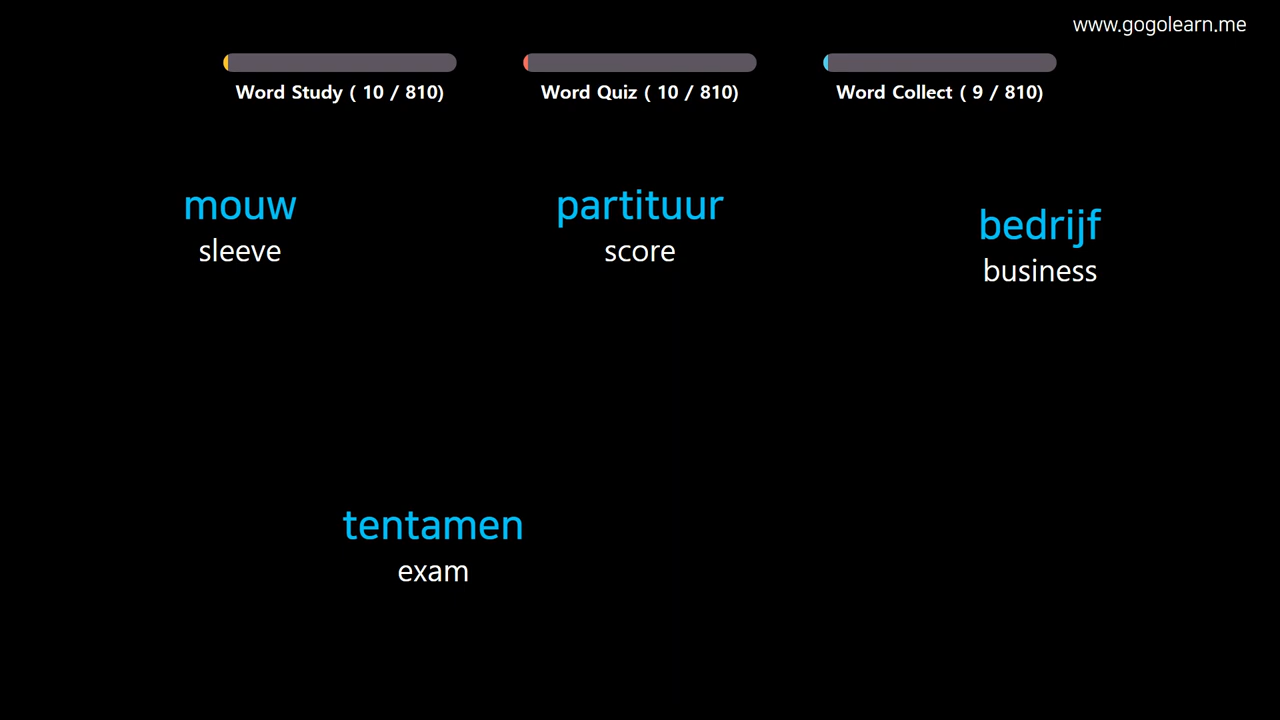 www.gogolearn.me
Word Study ( 10 / 810)
Word Quiz ( 10 / 810)
Word Collect ( 9 / 810)
mouw
sleeve
partituur
score
bedrijf
business
tentamen
exam